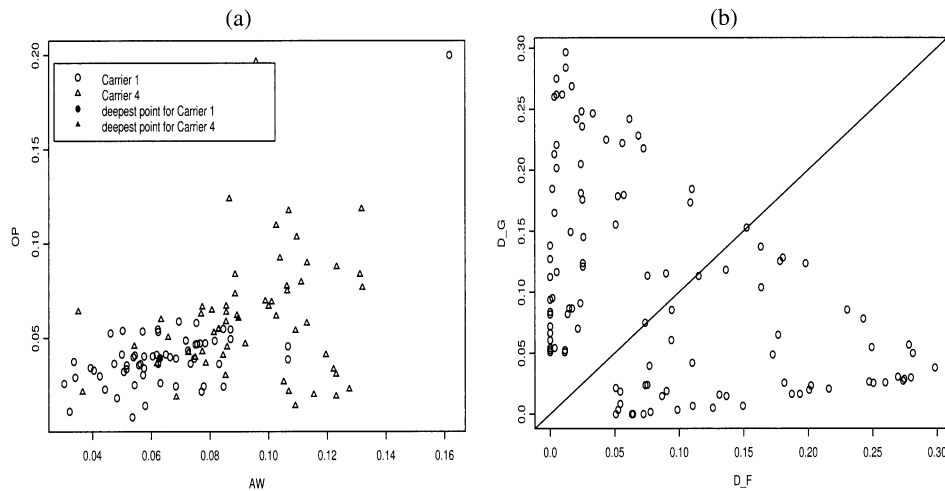 (a)
OP
0.20
0.15
0.10
0.05
Carrier 1
Carrier 4
deepest point for Carrier 1
deepest point for Carrier 4
0.04 0.06 0.08 0.10 0.12 0.14 0.16
AW
(b)
D_G
0.30
0.25
0.20
0.15
0.10
0.05
0.0
0.0 0.05 0.10 0.15 0.20 0.25 0.30
D_F